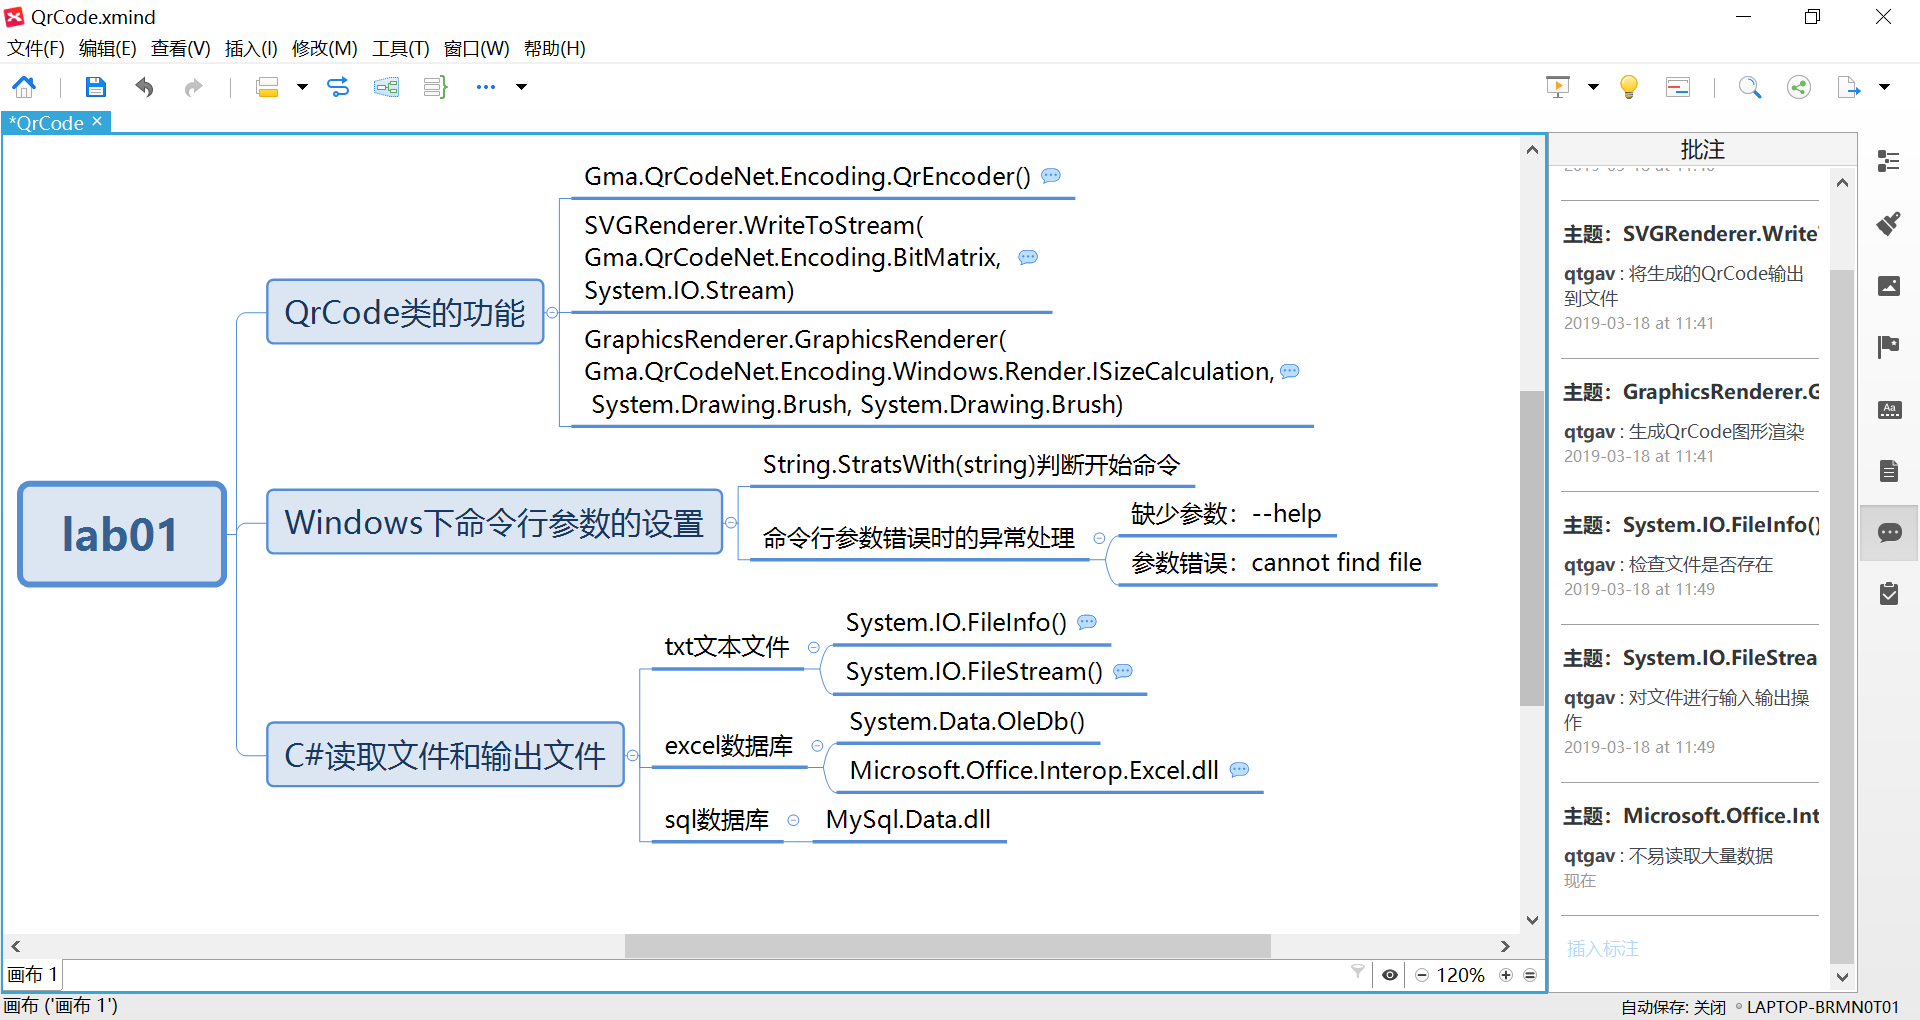 QrCode.xmind
文件(F) 编辑(E) 查看(V) 插入(I) 修改(M) 工具(T) 窗口(W) 帮助(H)
*QrCode
lab01
QrCode类的功能
Gma.QrCodeNet.Encoding.QrEncoder()
SVGRenderer.WriteToStream(
Gma.QrCodeNet.Encoding.BitMatrix,
System.IO.Stream)
GraphicsRenderer.GraphicsRenderer(
Gma.QrCodeNet.Encoding.Windows.Render.ISizeCalculation,
System.Drawing.Brush, System.Drawing.Brush)
Windows下命令行参数的设置
String.StratsWith(string)判断开始命令
命令行参数错误时的异常处理
缺少参数：--help
参数错误：cannot find file
C#读取文件和输出文件
txt文本文件
System.IO.FileInfo()
System.IO.FileStream()
excel数据库
System.Data.OleDb()
Microsoft.Office.Interop.Excel.dll
sql数据库
MySql.Data.dll
批注
主题：SVGRenderer.Write
qtgav : 将生成的QrCode输出
到文件
2019-03-18 at 11:41
主题：GraphicsRenderer.G
qtgav : 生成QrCode图形渲染
2019-03-18 at 11:41
主题：System.IO.FileInfo()
qtgav : 检查文件是否存在
2019-03-18 at 11:49
主题：System.IO.FileStrea
qtgav : 对文件进行输入输出操
作
2019-03-18 at 11:49
主题：Microsoft.Office.Int
qtgav : 不易读取大量数据
现在
插入标注
Aa
画布 1
120%
画布 ('画布 1')
自动保存: 关闭
LAPTOP-BRMN0T01